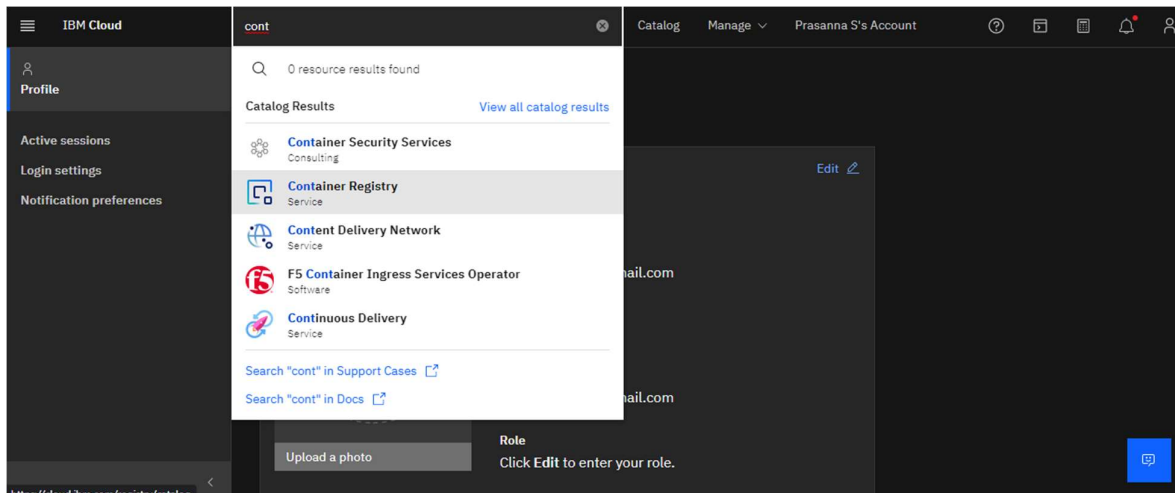 IBM Cloud
cont
Catalog
Manage
Prasanna S's Account
Profile
Active sessions
Login settings
Notification preferences
0 resource results found
Catalog Results
View all catalog results
Container Security Services
Consulting
Container Registry
Service
Content Delivery Network
Service
F5 Container Ingress Services Operator
Software
Continuous Delivery
Service
Search "cont" in Support Cases
Search "cont" in Docs
Edit
ail.com
ail.com
Role
Click Edit to enter your role.
Upload a photo